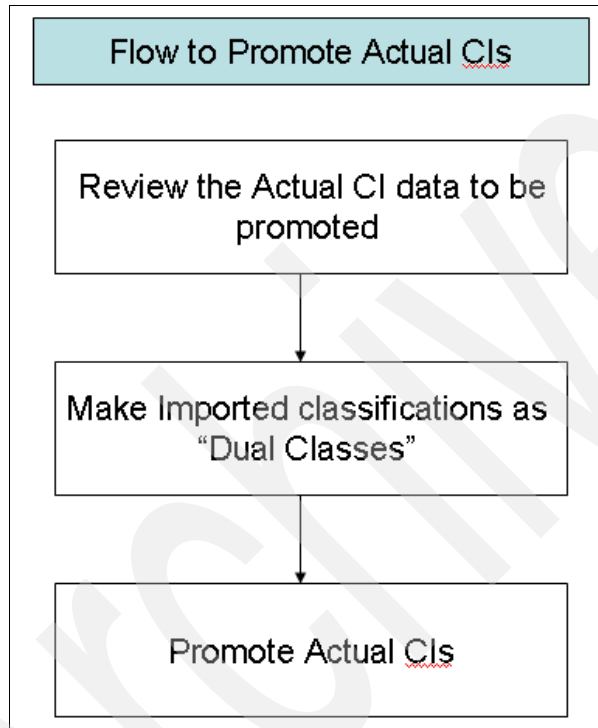 Flow to Promote Actual CIs
Review the Actual CI data to be
promoted
Make Imported classifications as
“Dual Classes”
Promote Actual CIs